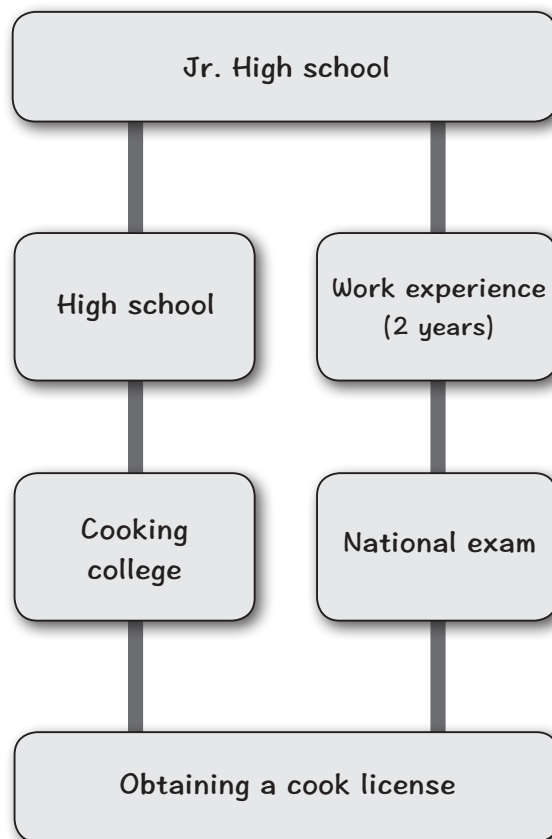 Jr. High school
High school
Work experience
(2 years)
Cooking
college
National exam
Obtaining a cook license